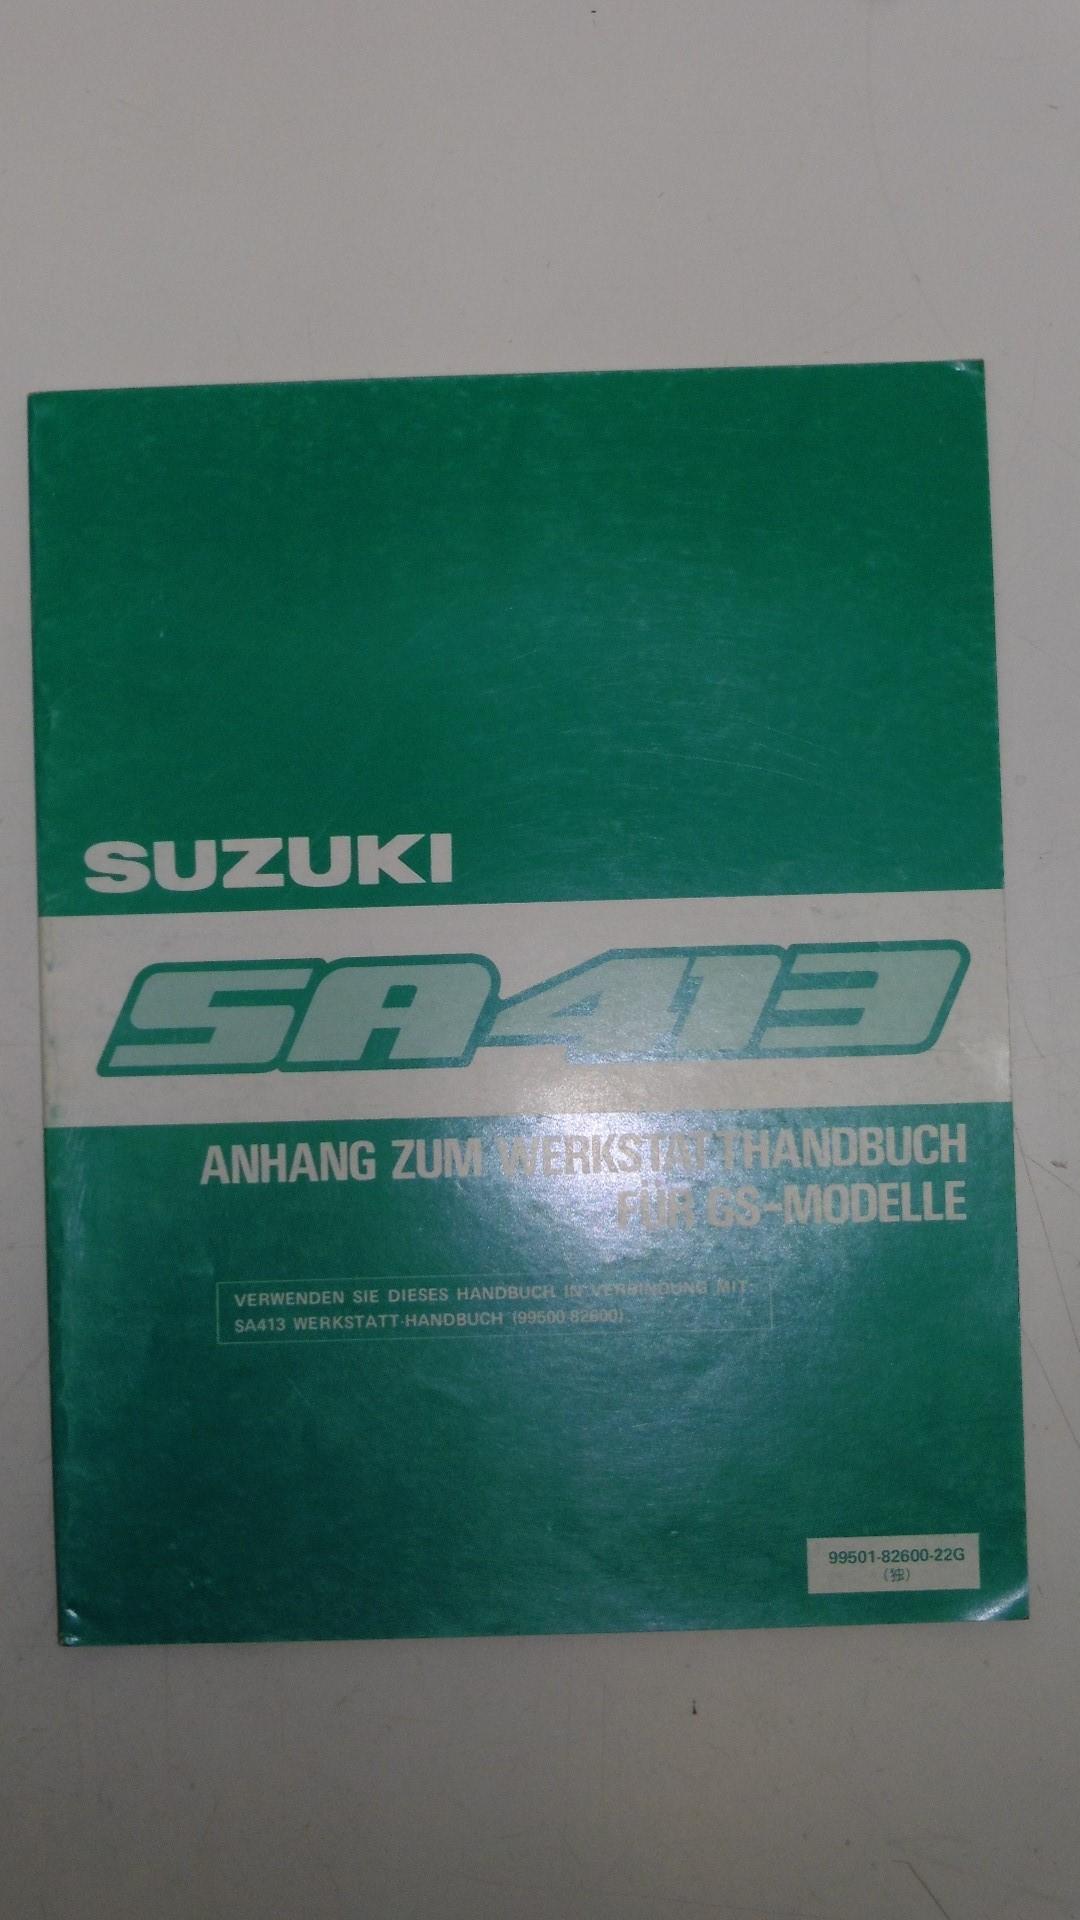 SUZUKI
SA413
ANHANG ZUM WERKSTATTHANDBUCH
FÜR GS-MODELLE
VERWENDEN SIE DIESES HANDBUCH IN VERBINDUNG MIT:
SA413 WERKSTATT-HANDBUCH (99500-82600).
99501-82600-22G
(独)